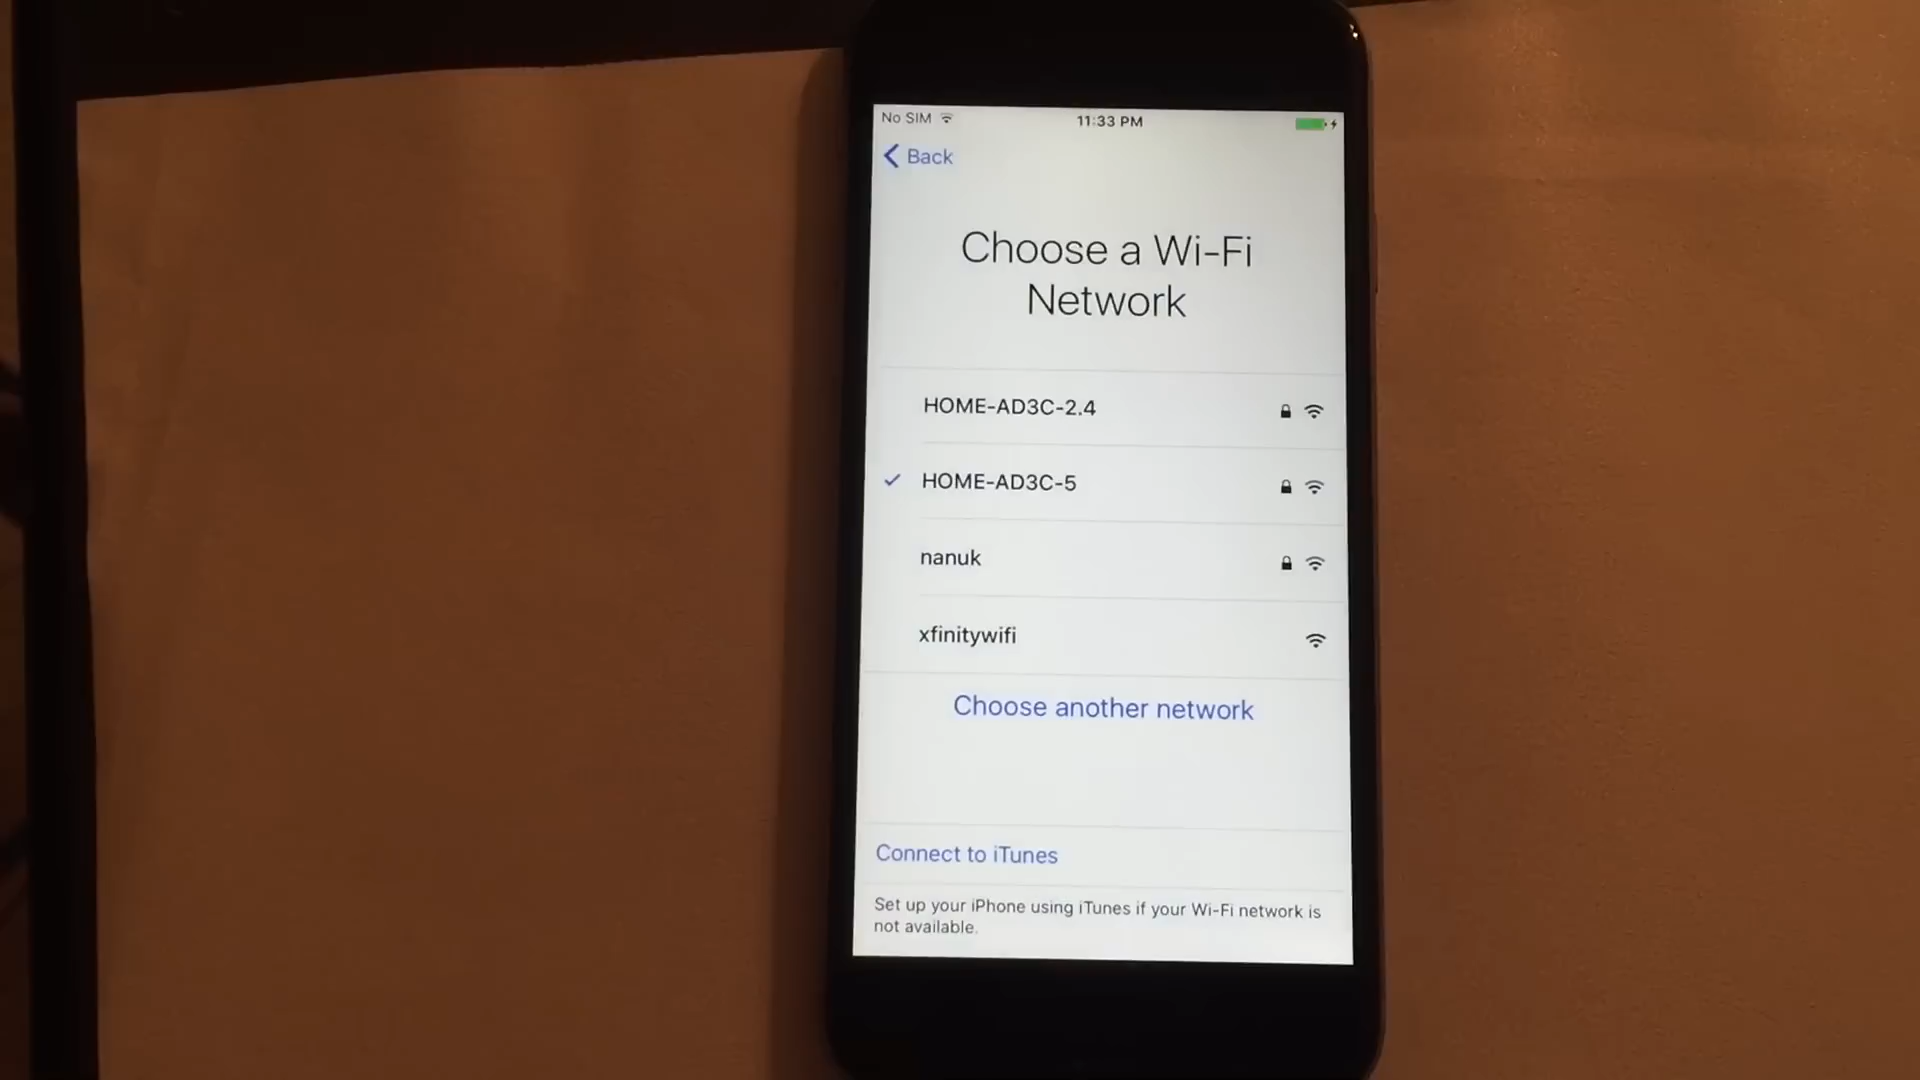 No SIM 11:33 PM
Back
Choose a Wi-Fi
Network
HOME-AD3C-2.4
HOME-AD3C-5
nanuk
xfinitywifi
Choose another network
Connect to iTunes
Set up your iPhone using iTunes if your Wi-Fi network is
not available.